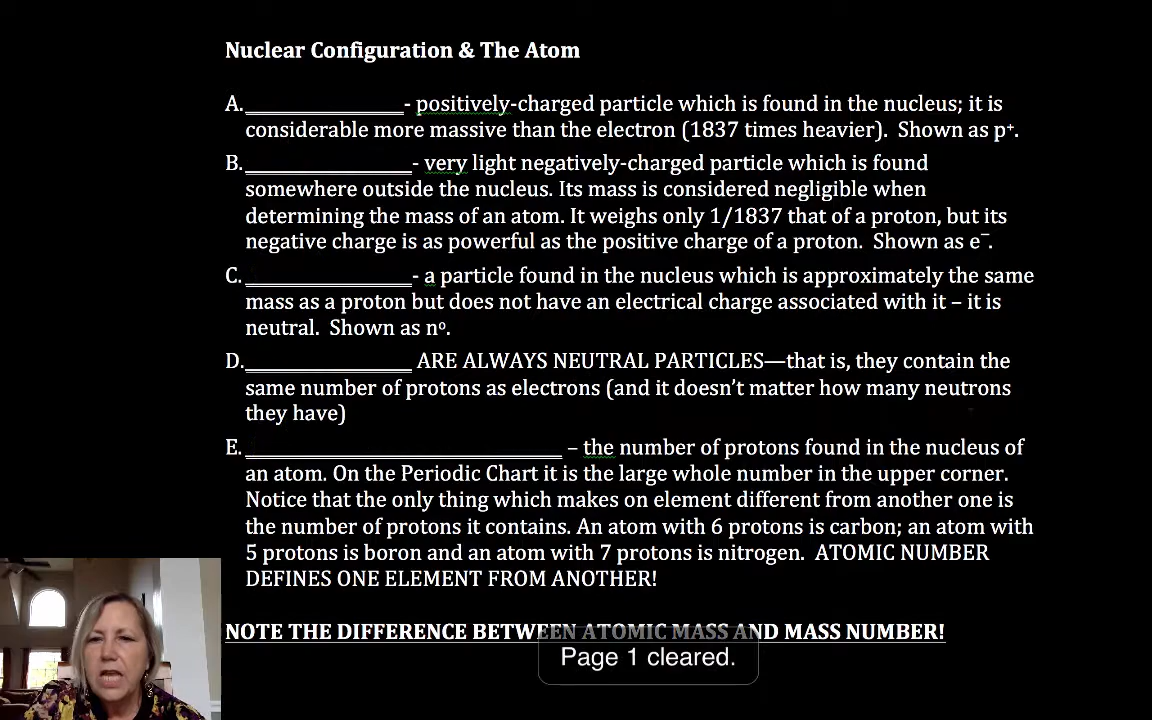 Nuclear Configuration & The Atom
A.________________- positively-charged particle which is found in the nucleus; it is
considerable more massive than the electron (1837 times heavier). Shown as p⁺.
B._________________- very light negatively-charged particle which is found
somewhere outside the nucleus. Its mass is considered negligible when
determining the mass of an atom. It weighs only 1/1837 that of a proton, but its
negative charge is as powerful as the positive charge of a proton. Shown as e⁻.
C._________________- a particle found in the nucleus which is approximately the same
mass as a proton but does not have an electrical charge associated with it – it is
neutral. Shown as nº.
D._________________ ARE ALWAYS NEUTRAL PARTICLES—that is, they contain the
same number of protons as electrons (and it doesn't matter how many neutrons
they have)
E.________________________________ – the number of protons found in the nucleus of
an atom. On the Periodic Chart it is the large whole number in the upper corner.
Notice that the only thing which makes on element different from another one is
the number of protons it contains. An atom with 6 protons is carbon; an atom with
5 protons is boron and an atom with 7 protons is nitrogen. ATOMIC NUMBER
DEFINES ONE ELEMENT FROM ANOTHER!
NOTE THE DIFFERENCE BETWEEN ATOMIC MASS AND MASS NUMBER!
Page 1 cleared.